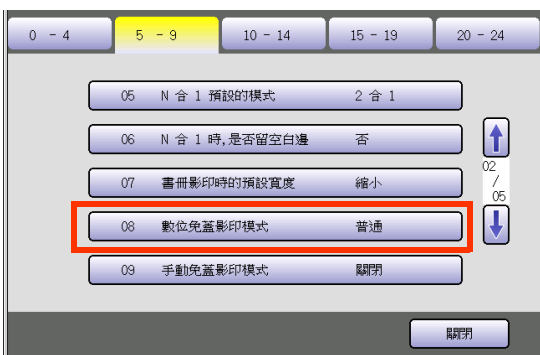 0 - 4 5 - 9 10 - 14 15 - 19 20 - 24
05 N 合 1 預設的模式 2 合 1
06 N 合 1 時,是否留空白邊 否
07 書冊影印時的預設寬度 縮小
08 數位免蓋影印模式 普通
09 手動免蓋影印模式 關閉
02
/
05
關閉